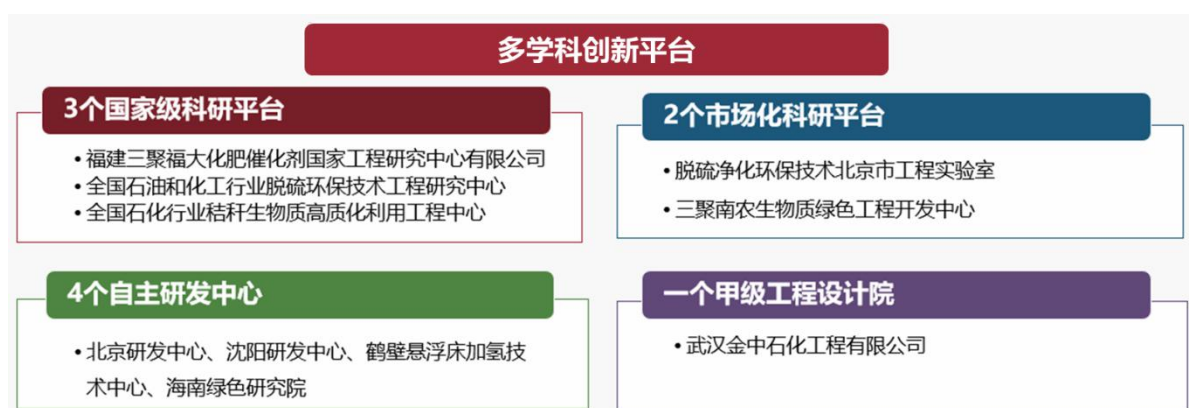 多学科创新平台
3个国家级科研平台
•福建三聚福大化肥催化剂国家工程研究中心有限公司
•全国石油和化工行业脱硫环保技术工程研究中心
•全国石化行业秸秆生物质高质化利用工程中心
2个市场化科研平台
•脱硫净化环保技术北京市工程实验室
•三聚南农生物质绿色工程开发中心
4个自主研发中心
•北京研发中心、沈阳研发中心、鹤壁悬浮床加氢技
术中心、海南绿色研究院
一个甲级工程设计院
•武汉金中石化工程有限公司